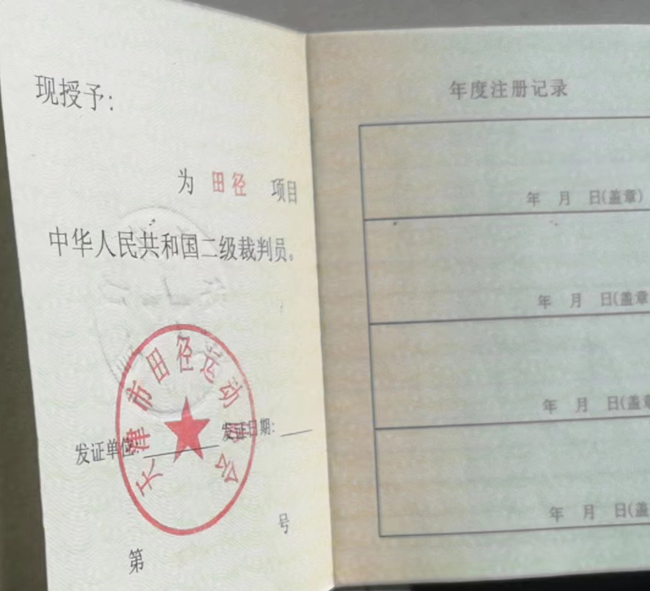 现授予：
为 田径 项目
中华人民共和国二级裁判员。
天津市田径运动协会
发证单位：
发证日期：
第 号
年度注册记录
年 月 日(盖章)
年 月 日(盖章
年 月 日(盖章
年 月 日(盖